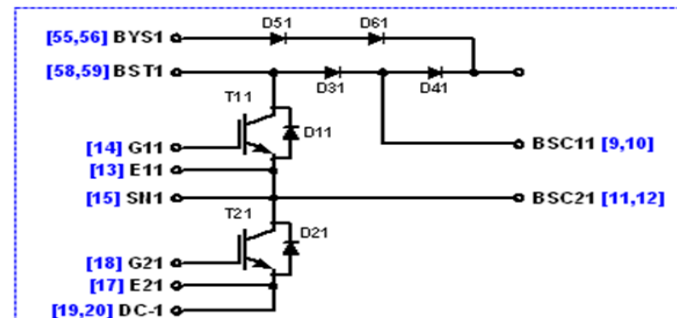 D51 D61
[55,56] BYS1
[58,59] BST1
D31 D41
T11
D11
[14] G11
BSC11 [9,10]
[13] E11
[15] SN1
BSC21 [11,12]
T21
D21
[18] G21
[17] E21
[19,20] DC-1